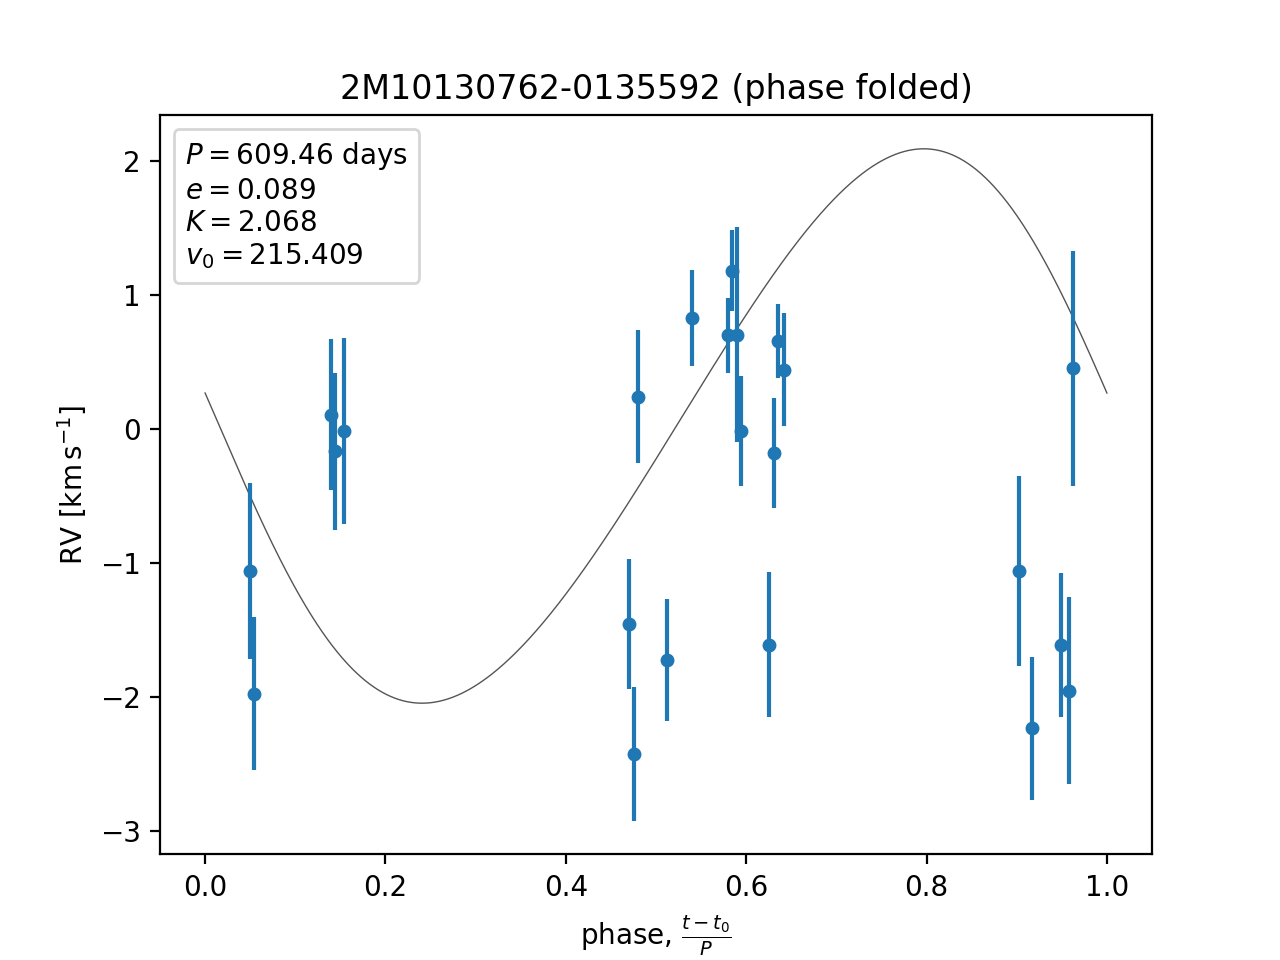 2M10130762-0135592 (phase folded)
P = 609.46 days
e = 0.089
K = 2.068
v₀ = 215.409
2
1
0
−1
−2
−3
RV [km s⁻¹]
0.0 0.2 0.4 0.6 0.8 1.0
phase, (t − t₀)/P